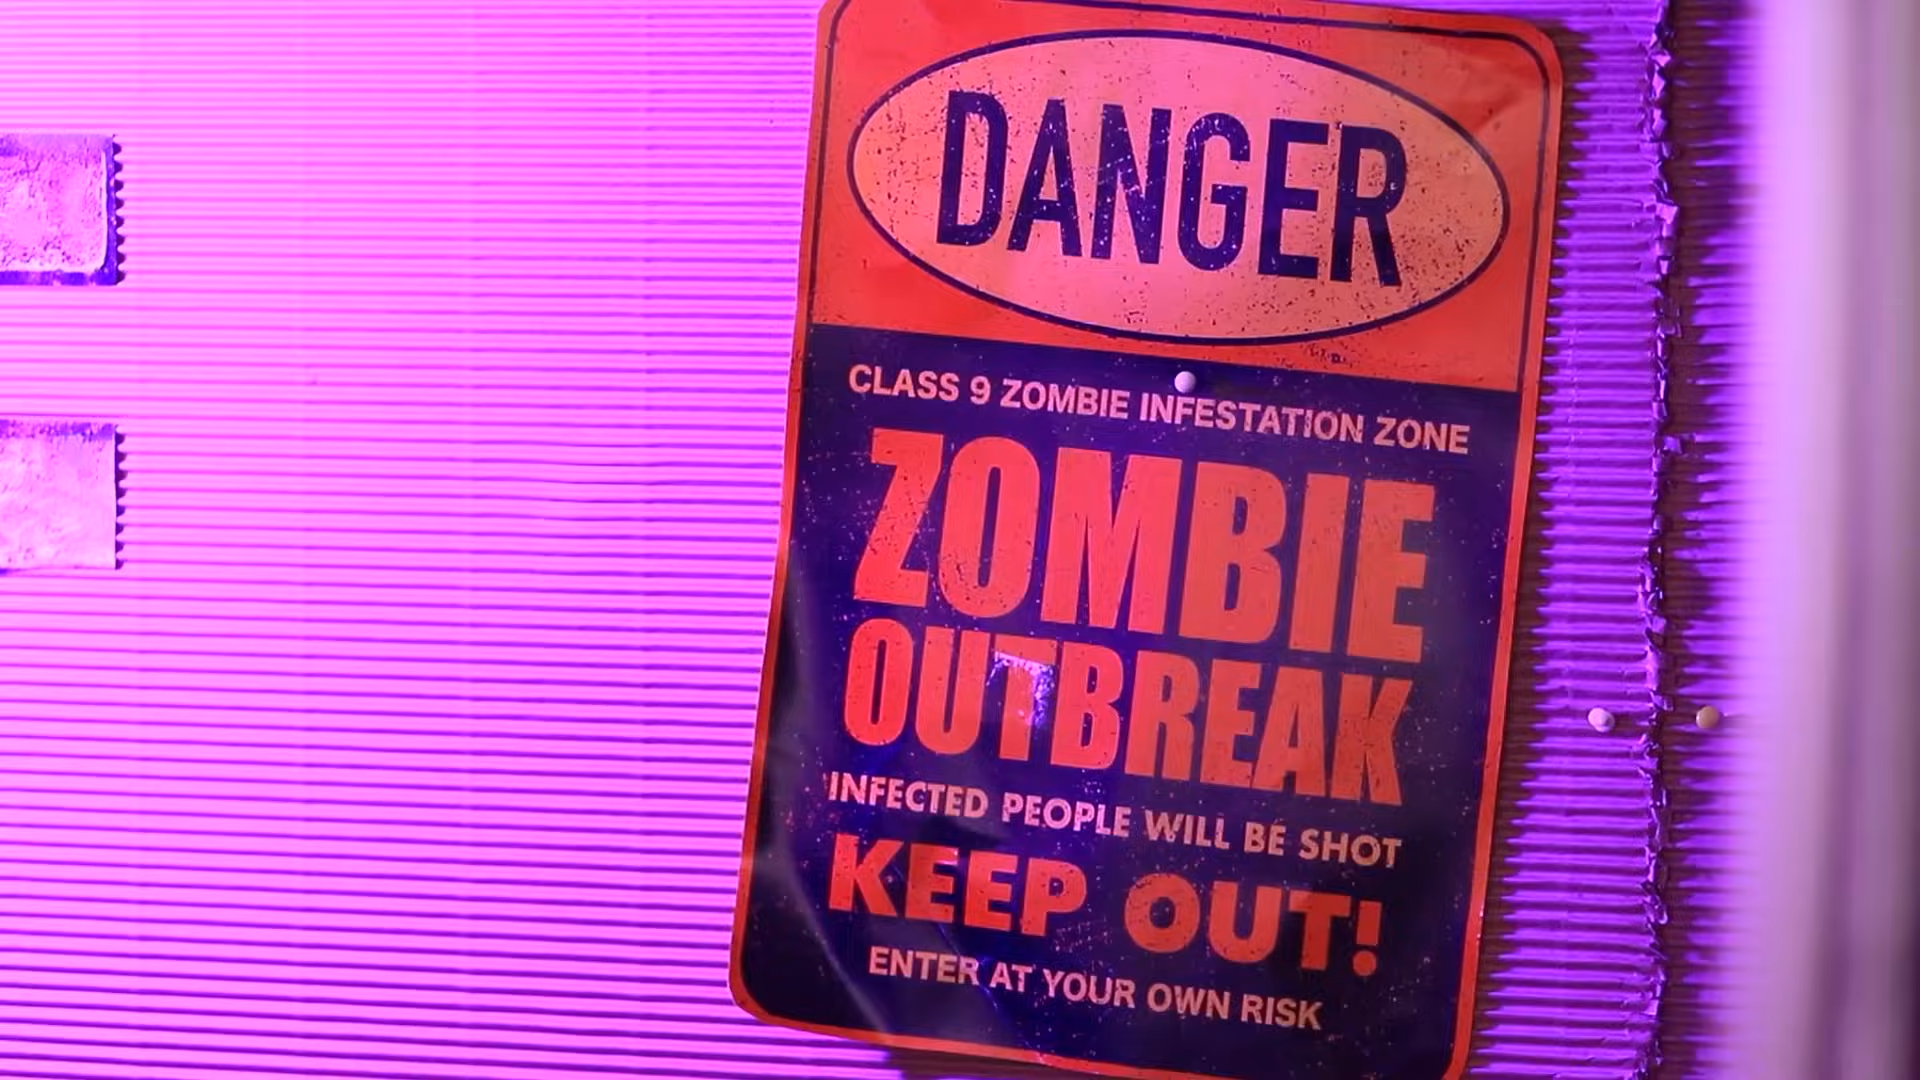 DANGER
CLASS 9 ZOMBIE INFESTATION ZONE
ZOMBIE
OUTBREAK
INFECTED PEOPLE WILL BE SHOT
KEEP OUT!
ENTER AT YOUR OWN RISK